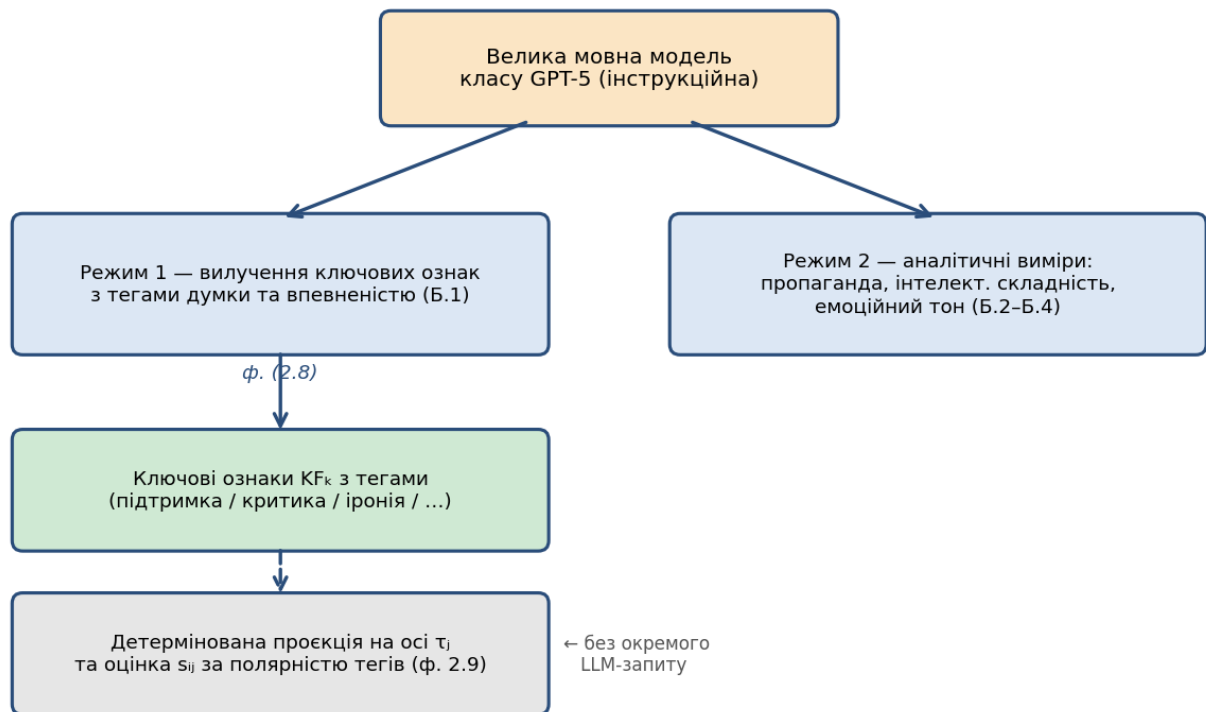 Велика мовна модель
класу GPT-5 (інструкційна)
Режим 1 — вилучення ключових ознак
з тегами думки та впевненістю (Б.1)
Режим 2 — аналітичні виміри:
пропаганда, інтелект. складність,
емоційний тон (Б.2–Б.4)
ф. (2.8)
Ключові ознаки KFₖ з тегами
(підтримка / критика / іронія / …)
Детермінована проєкція на осі τⱼ
та оцінка sᵢⱼ за полярністю тегів (ф. 2.9)
← без окремого
LLM-запиту